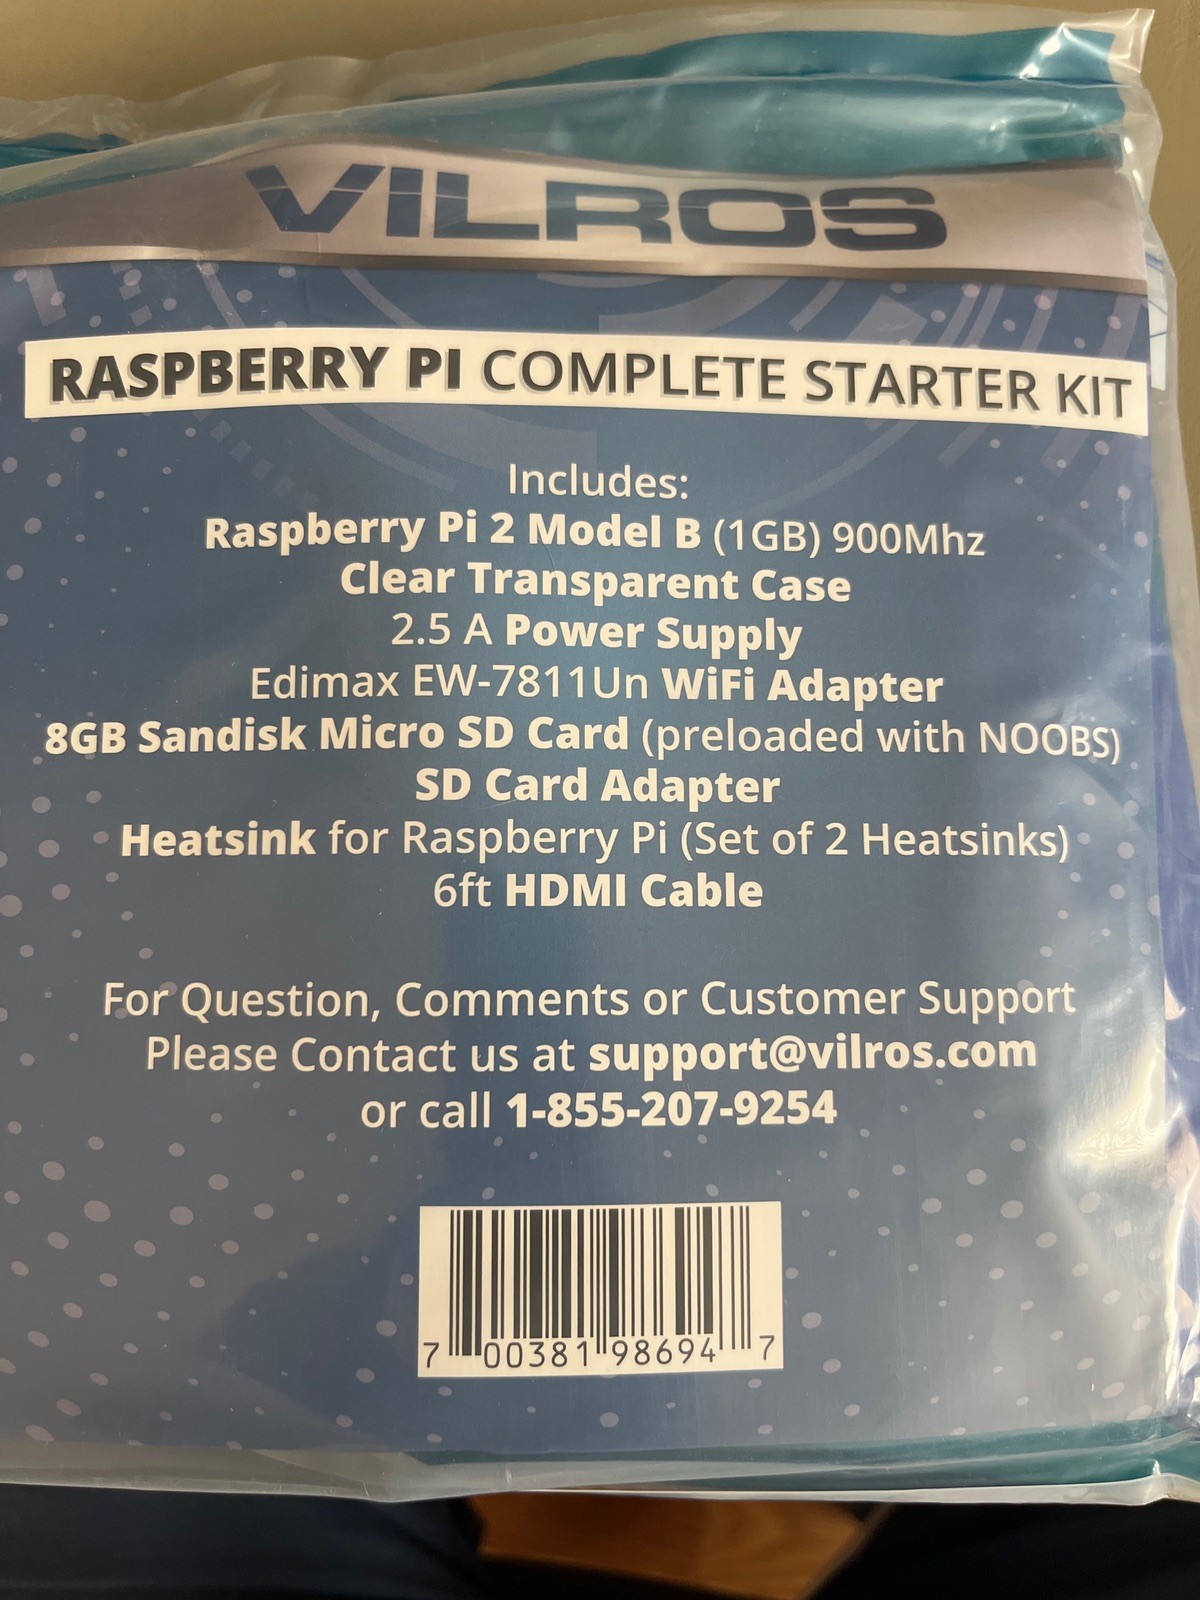 VILROS
RASPBERRY PI COMPLETE STARTER KIT
Includes:
Raspberry Pi 2 Model B (1GB) 900Mhz
Clear Transparent Case
2.5 A Power Supply
Edimax EW-7811Un WiFi Adapter
8GB Sandisk Micro SD Card (preloaded with NOOBS)
SD Card Adapter
Heatsink for Raspberry Pi (Set of 2 Heatsinks)
6ft HDMI Cable
For Question, Comments or Customer Support
Please Contact us at support@vilros.com
or call 1-855-207-9254
7 00381 98694 7